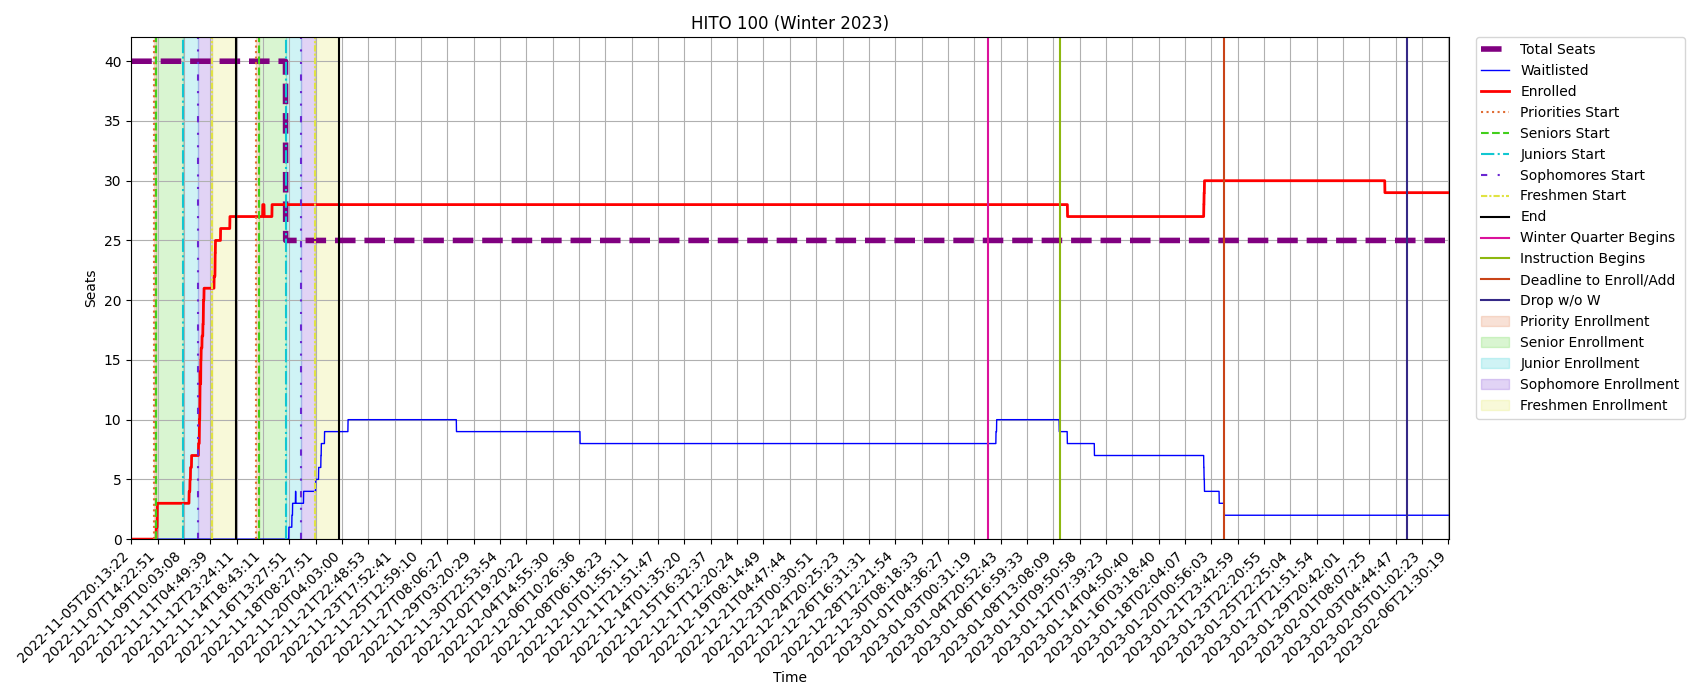 HITO 100 (Winter 2023)
Seats
40
35
30
25
20
15
10
5
0
2022-11-05T20:13:22
2022-11-07T14:22:51
2022-11-09T10:03:08
2022-11-11T04:49:39
2022-11-12T23:24:11
2022-11-14T18:43:11
2022-11-16T13:27:51
2022-11-18T08:27:51
2022-11-20T04:03:00
2022-11-21T22:48:53
2022-11-23T17:52:41
2022-11-25T12:59:10
2022-11-27T08:06:27
2022-11-29T03:20:29
2022-11-30T22:53:54
2022-12-02T19:20:22
2022-12-04T14:55:30
2022-12-06T10:26:36
2022-12-08T06:18:23
2022-12-10T01:55:11
2022-12-11T21:51:47
2022-12-14T01:35:20
2022-12-15T16:32:37
2022-12-17T12:20:24
2022-12-19T08:14:49
2022-12-21T04:47:44
2022-12-23T00:30:51
2022-12-24T20:25:23
2022-12-26T16:31:31
2022-12-28T12:21:54
2022-12-30T08:18:33
2023-01-01T04:36:27
2023-01-03T00:31:19
2023-01-04T20:52:43
2023-01-06T16:59:33
2023-01-08T13:08:09
2023-01-10T09:50:58
2023-01-12T07:39:23
2023-01-14T04:50:40
2023-01-16T03:18:40
2023-01-18T02:04:07
2023-01-20T00:56:03
2023-01-21T23:42:59
2023-01-23T22:20:55
2023-01-25T22:25:04
2023-01-27T21:51:54
2023-01-29T20:42:01
2023-02-01T08:07:25
2023-02-03T04:44:47
2023-02-05T01:02:23
2023-02-06T21:30:19
Time
Total Seats
Waitlisted
Enrolled
Priorities Start
Seniors Start
Juniors Start
Sophomores Start
Freshmen Start
End
Winter Quarter Begins
Instruction Begins
Deadline to Enroll/Add
Drop w/o W
Priority Enrollment
Senior Enrollment
Junior Enrollment
Sophomore Enrollment
Freshmen Enrollment